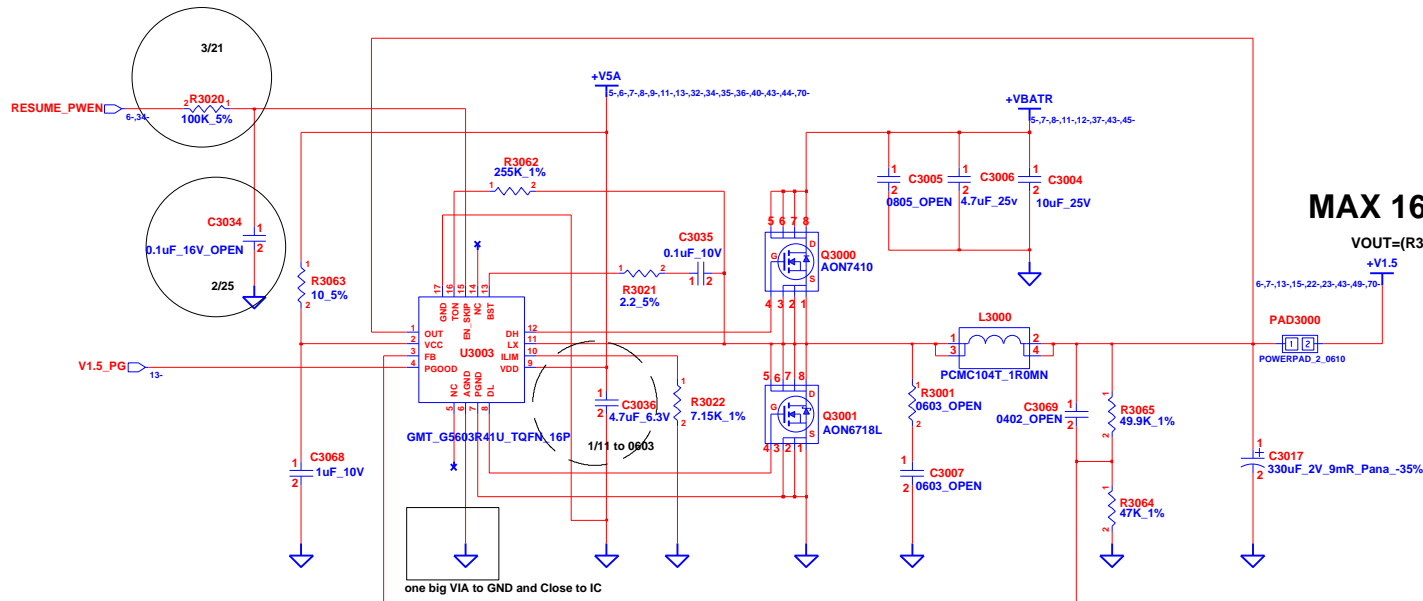 3/21
RESUME_PWEN
6-,34-
2 R3020 1
100K_5%
C3034
1
2
0.1uF_16V_OPEN
2/25
+V5A
5-,6-,7-,8-,9-,11-,13-,32-,34-,35-,36-,40-,43-,44-,70-
+VBATR
5-,7-,8-,11-,12-,37-,43-,45-
R3062
255K_1%
1 2
1
R3063
10_5%
2
C3035
0.1uF_10V
1 2
1 2
R3021
2.2_5%
1
2
C3005
0805_OPEN
1
2
C3006
4.7uF_25v
1
2
C3004
10uF_25V
MAX 16
VOUT=(R3
+V1.5
6-,7-,13-,15-,22-,23-,43-,49-,70-
5 6 7 8
D
G
S
Q3000
AON7410
4 3 2 1
17 16 15 14 13
GND
TON
EN_SKIP
NC
BST
1 OUT
2 VCC
3 FB
4 PGOOD
U3003
DH 12
LX 11
ILIM 10
VDD 9
NC
AGND
PGND
DL
5 6 7 8
GMT_G5603R41U_TQFN_16P
V1.5_PG
13-
L3000
1 2
3 4
PCMC104T_1R0MN
PAD3000
1 2
POWERPAD_2_0610
5 6 7 8
D
G
S
Q3001
AON6718L
4 3 2 1
1
2
C3036
4.7uF_6.3V
1/11 to 0603
1
R3022
7.15K_1%
2
1
R3001
0603_OPEN
2
1
C3007
0603_OPEN
2
1
C3069
0402_OPEN
2
1
R3065
49.9K_1%
2
1
R3064
47K_1%
2
1
+
C3017
330uF_2V_9mR_Pana_-35%
2
C3068
1
1uF_10V
2
one big VIA to GND and Close to IC